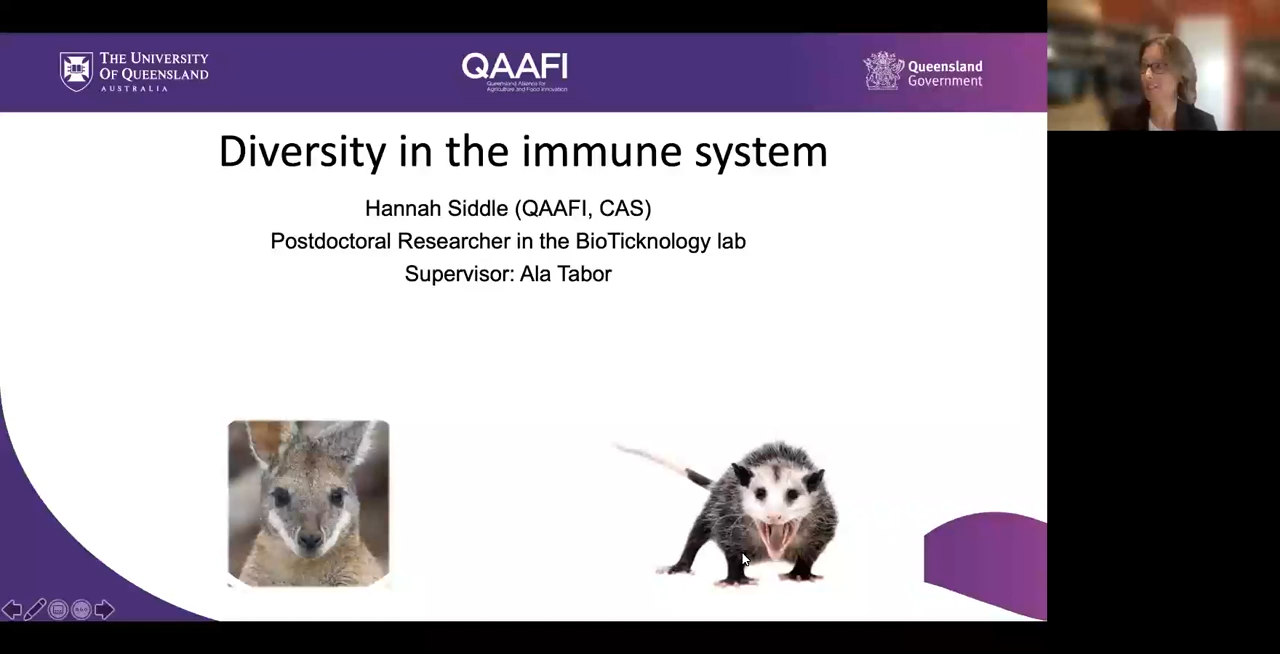 THE UNIVERSITY
OF QUEENSLAND
AUSTRALIA
QAAFI
Queensland Alliance for
Agriculture and Food Innovation
Queensland
Government
Diversity in the immune system
Hannah Siddle (QAAFI, CAS)
Postdoctoral Researcher in the BioTicknology lab
Supervisor: Ala Tabor